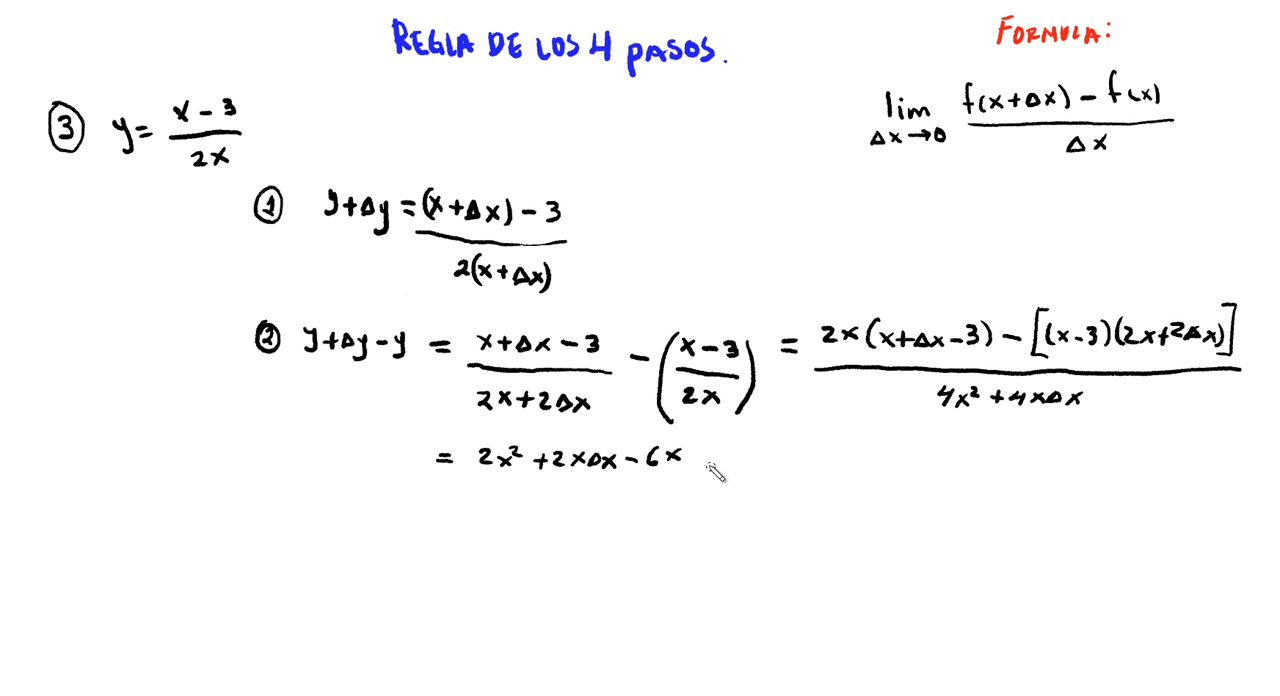 REGLA DE LOS 4 PASOS.
FORMULA:
lim Δx→0 (f(x+Δx) − f(x)) / Δx
③ y = (x − 3) / 2x
① y+Δy = ((x+Δx) − 3) / 2(x+Δx)
② y+Δy−y = (x+Δx−3) / (2x+2Δx) − ((x−3) / 2x) = (2x(x+Δx−3) − [(x−3)(2x+2Δx)]) / (4x²+4xΔx)
= 2x² + 2xΔx − 6x